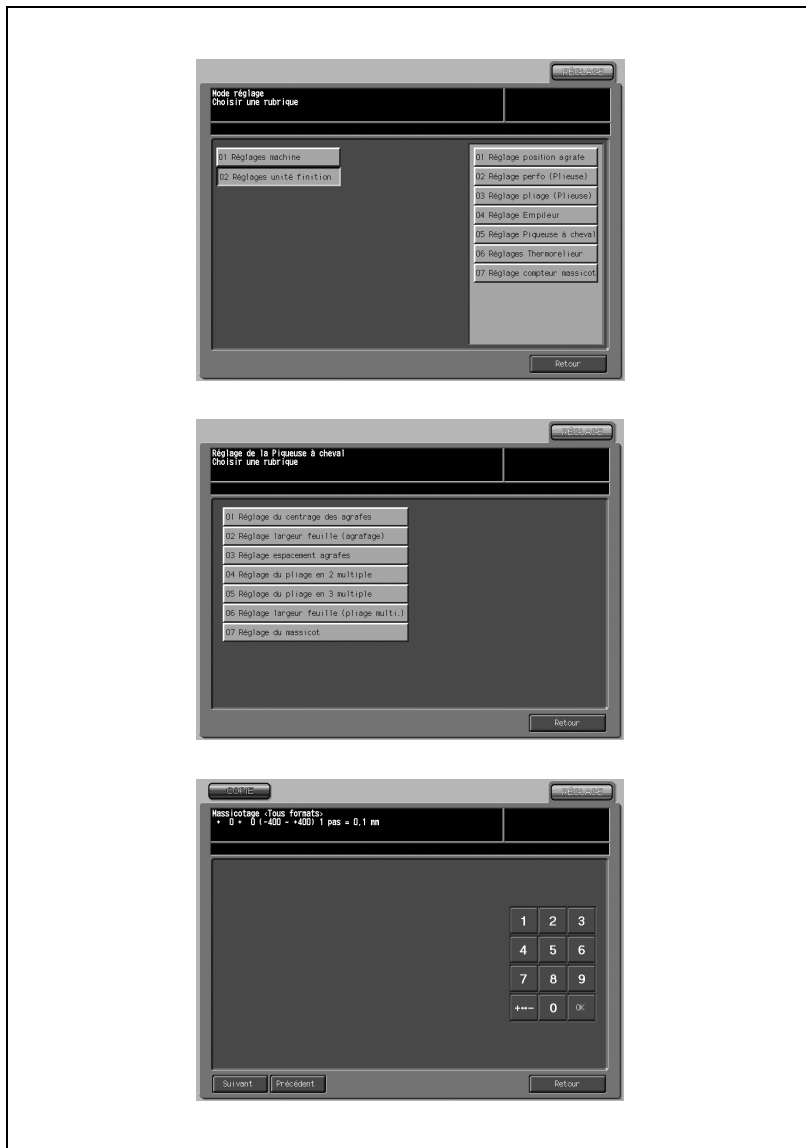 RÉGLAGE
Mode réglage
Choisir une rubrique
01 Réglages machine
02 Réglages unité finition
01 Réglage position agrafe
02 Réglage perfo (Plieuse)
03 Réglage pliage (Plieuse)
04 Réglage Empileur
05 Réglage Piqueuse à cheval
06 Réglages Thermorelieur
07 Réglage compteur massicot
Retour
RÉGLAGE
Réglage de la Piqueuse à cheval
Choisir une rubrique
01 Réglage du centrage des agrafes
02 Réglage largeur feuille (agrafage)
03 Réglage espacement agrafes
04 Réglage du pliage en 2 multiple
05 Réglage du pliage en 3 multiple
06 Réglage largeur feuille (pliage multi.)
07 Réglage du massicot
Retour
COPIE
RÉGLAGE
Massicotage <Tous formats>
+ 0 + 0 (-400 ~ +400) 1 pas = 0,1 mm
1 2 3
4 5 6
7 8 9
+↔- 0 OK
Suivant Précédent
Retour